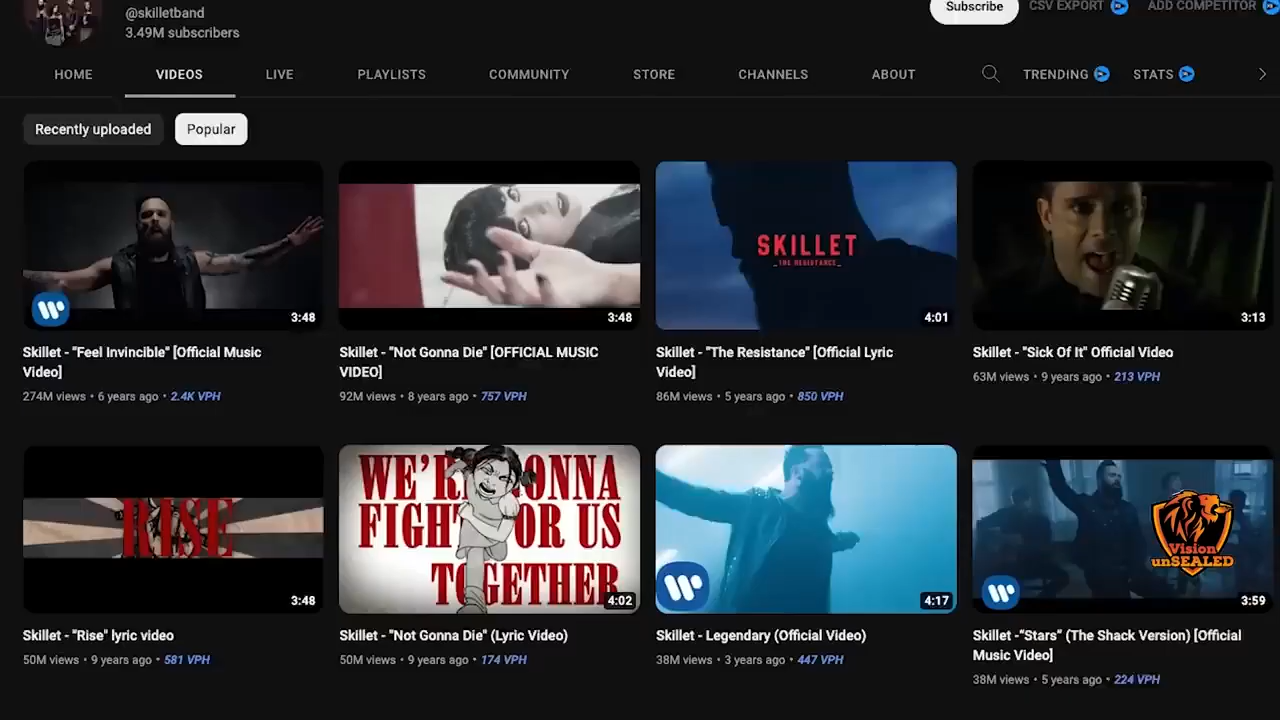 @skilletband
3.49M subscribers
Subscribe
CSV EXPORT
ADD COMPETITOR
HOME
VIDEOS
LIVE
PLAYLISTS
COMMUNITY
STORE
CHANNELS
ABOUT
TRENDING
STATS
Recently uploaded
Popular
3:48
3:48
SKILLET
_THE RESISTANCE_
4:01
3:13
Skillet - "Feel Invincible" [Official Music
Video]
274M views • 6 years ago • 2.4K VPH
Skillet - "Not Gonna Die" [OFFICIAL MUSIC
VIDEO]
92M views • 8 years ago • 757 VPH
Skillet - "The Resistance" [Official Lyric
Video]
86M views • 5 years ago • 850 VPH
Skillet - "Sick Of It" Official Video
63M views • 9 years ago • 213 VPH
RISE
3:48
WE'RE GONNA
FIGHT FOR US
TOGETHER
4:02
4:17
Vision
unSEALED
3:59
Skillet - "Rise" lyric video
50M views • 9 years ago • 581 VPH
Skillet - "Not Gonna Die" (Lyric Video)
50M views • 9 years ago • 174 VPH
Skillet - Legendary (Official Video)
38M views • 3 years ago • 447 VPH
Skillet -“Stars” (The Shack Version) [Official
Music Video]
38M views • 5 years ago • 224 VPH